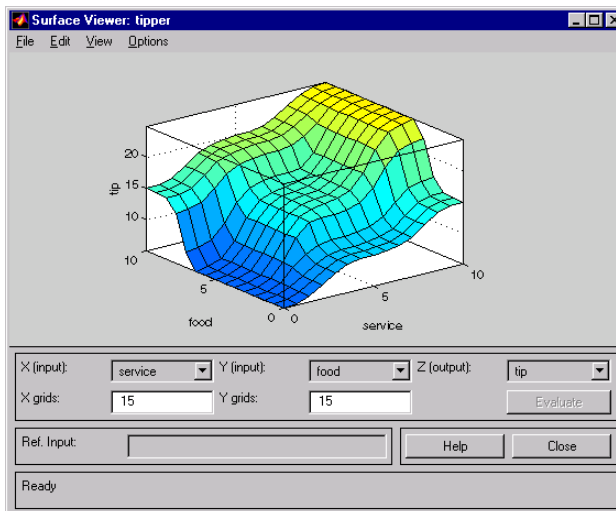 Surface Viewer: tipper
File Edit View Options
20
15
10
tip
10
5
0
food
0
5
10
service
X (input): service Y (input): food Z (output): tip
X grids: 15 Y grids: 15 Evaluate
Ref. Input: Help Close
Ready